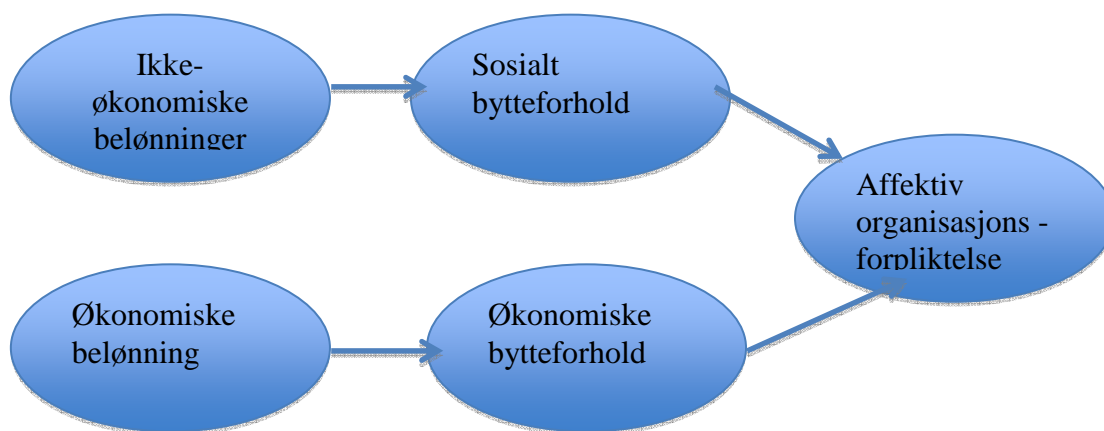 Ikke-
økonomiske
belønninger
Sosialt
bytteforhold
Affektiv
organisasjons -
forpliktelse
Økonomiske
belønning
Økonomiske
bytteforhold